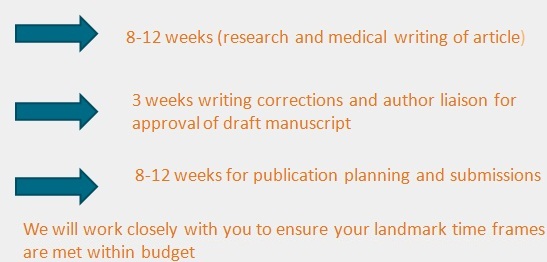 8-12 weeks (research and medical writing of article)
3 weeks writing corrections and author liaison for
approval of draft manuscript
8-12 weeks for publication planning and submissions
We will work closely with you to ensure your landmark time frames
are met within budget